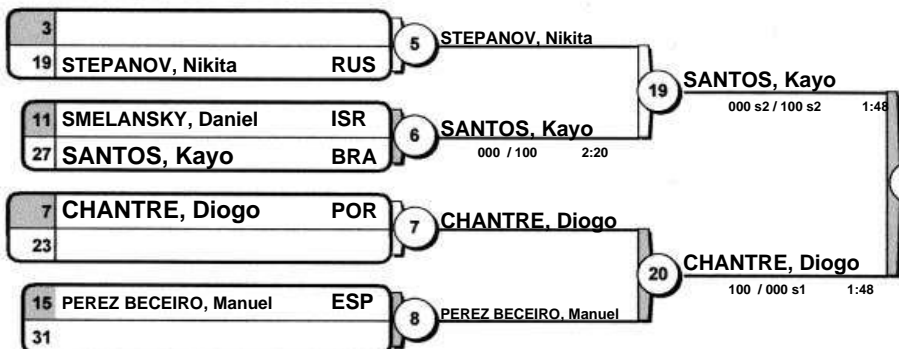 3
19 STEPANOV, Nikita RUS
5
STEPANOV, Nikita
11 SMELANSKY, Daniel ISR
27 SANTOS, Kayo BRA
6
SANTOS, Kayo
000 / 100 2:20
19
SANTOS, Kayo
000 s2 / 100 s2 1:48
7 CHANTRE, Diogo POR
23
7
CHANTRE, Diogo
15 PEREZ BECEIRO, Manuel ESP
31
8
PEREZ BECEIRO, Manuel
20
CHANTRE, Diogo
100 / 000 s1 1:48